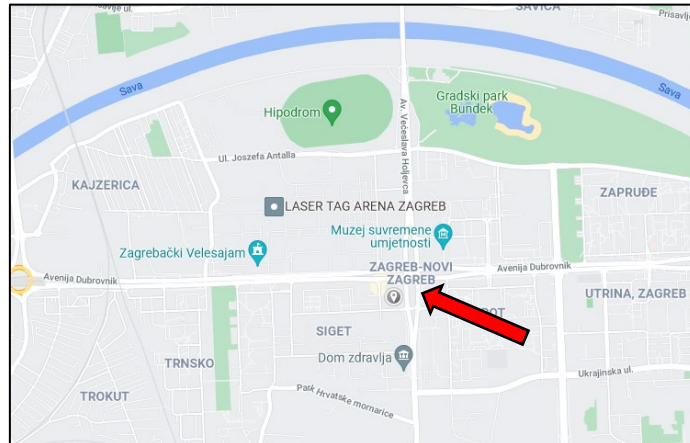 SAVICA
Prisavlje
Sava
Sava
Hipodrom
Av. Većeslava Holjevca
Gradski park
Bundek
Ul. Joszefa Antalla
KAJZERICA
ZAPRUĐE
LASER TAG ARENA ZAGREB
Muzej suvremene
umjetnosti
Zagrebački Velesajam
ZAGREB-NOVI
ZAGREB
Avenija Dubrovnik
Avenija Dubrovnik
UTRINA, ZAGREB
SIGET
OT
Dom zdravlja
TRNSKO
Ukrajinska ul.
TROKUT
Park Hrvatske mornarice